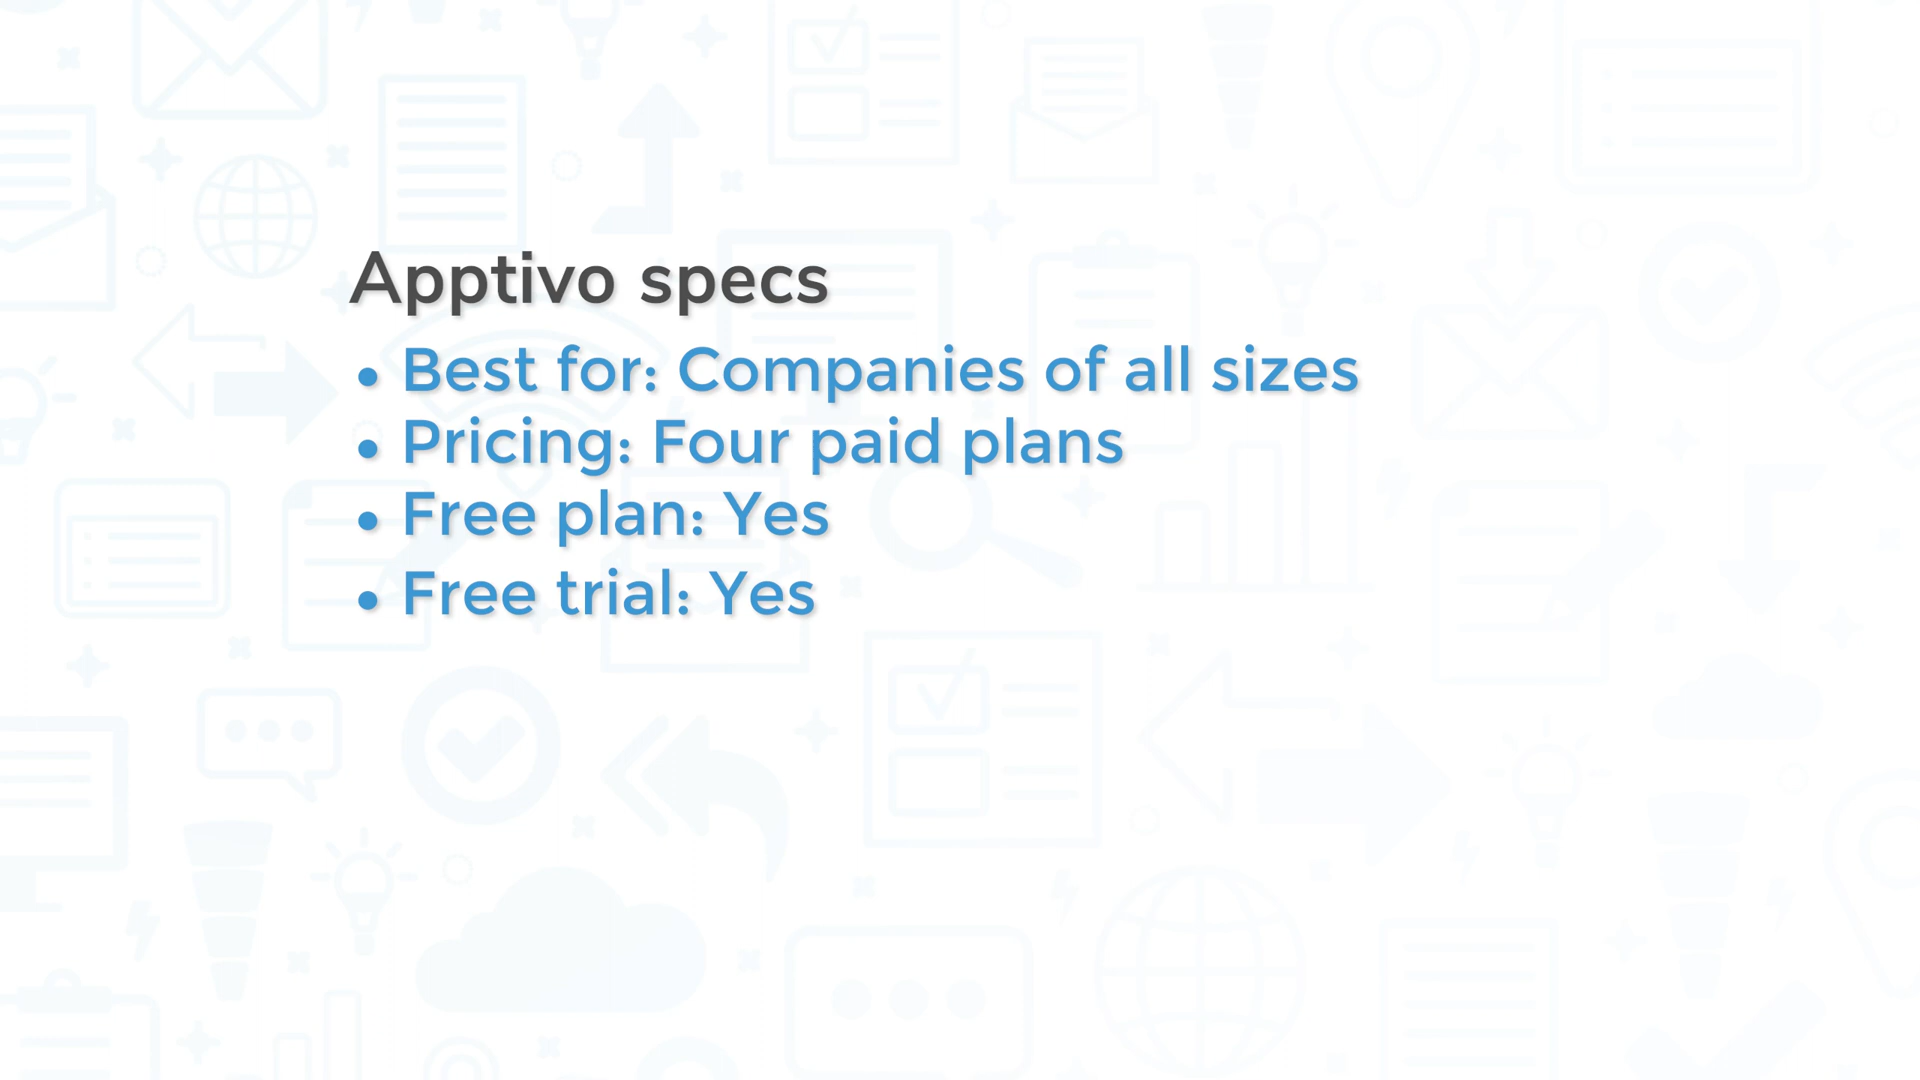 Apptivo specs
• Best for: Companies of all sizes
• Pricing: Four paid plans
• Free plan: Yes
• Free trial: Yes